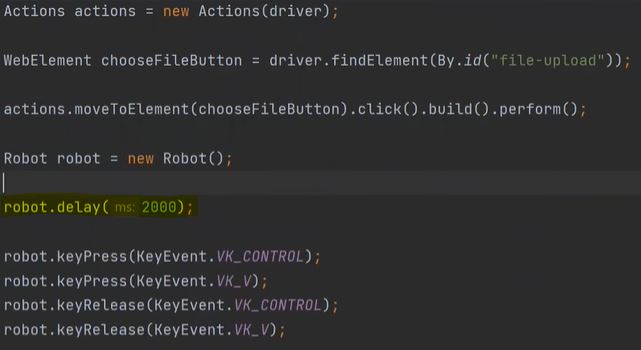 Actions actions = new Actions(driver);
WebElement chooseFileButton = driver.findElement(By.id("file-upload"));
actions.moveToElement(chooseFileButton).click().build().perform();
Robot robot = new Robot();
robot.delay( ms: 2000);
robot.keyPress(KeyEvent.VK_CONTROL);
robot.keyPress(KeyEvent.VK_V);
robot.keyRelease(KeyEvent.VK_CONTROL);
robot.keyRelease(KeyEvent.VK_V);